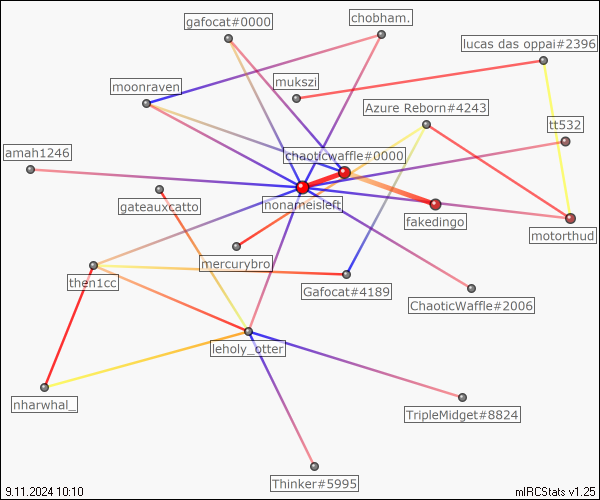 gafocat#0000
chobham.
lucas das oppai#2396
moonraven
mukszi
Azure Reborn#4243
tt532
amah1246
chaoticwaffle#0000
gateauxcatto
nonameisleft
fakedingo
motorthud
mercurybro
then1cc
Gafocat#4189
ChaoticWaffle#2006
leholy_otter
nharwhal_
TripleMidget#8824
Thinker#5995
9.11.2024 10:10
mIRCStats v1.25